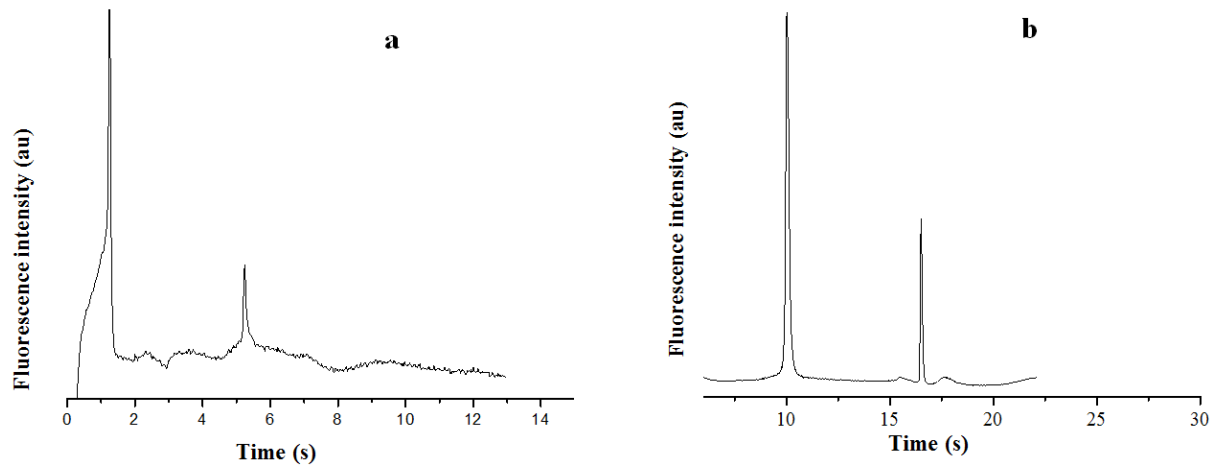 a
Fluorescence intensity (au)
0 2 4 6 8 10 12 14
Time (s)
b
Fluorescence intensity (au)
10 15 20 25 30
Time (s)